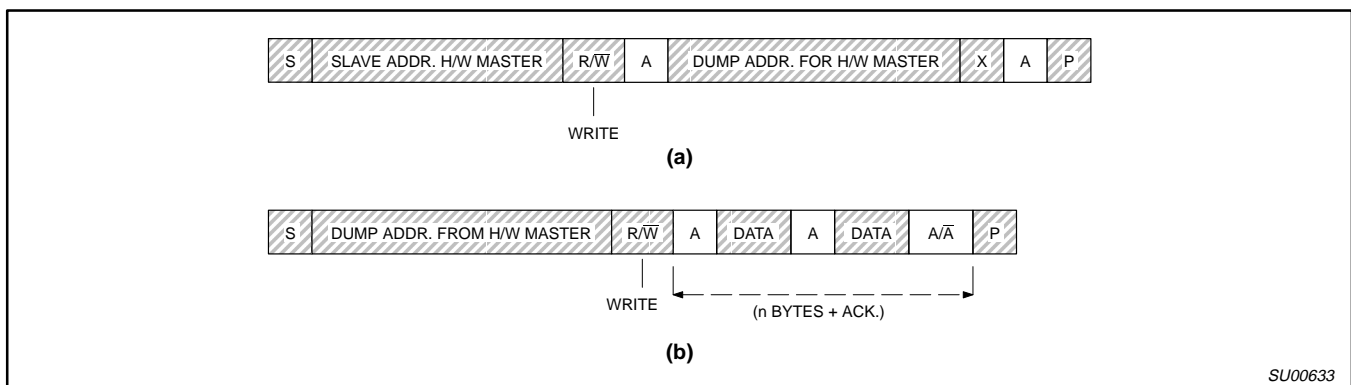 S SLAVE ADDR. H/W MASTER R/W̅ A DUMP ADDR. FOR H/W MASTER X A P
WRITE
(a)
S DUMP ADDR. FROM H/W MASTER R/W̅ A DATA A DATA A/A̅ P
WRITE
(n BYTES + ACK.)
(b)
SU00633